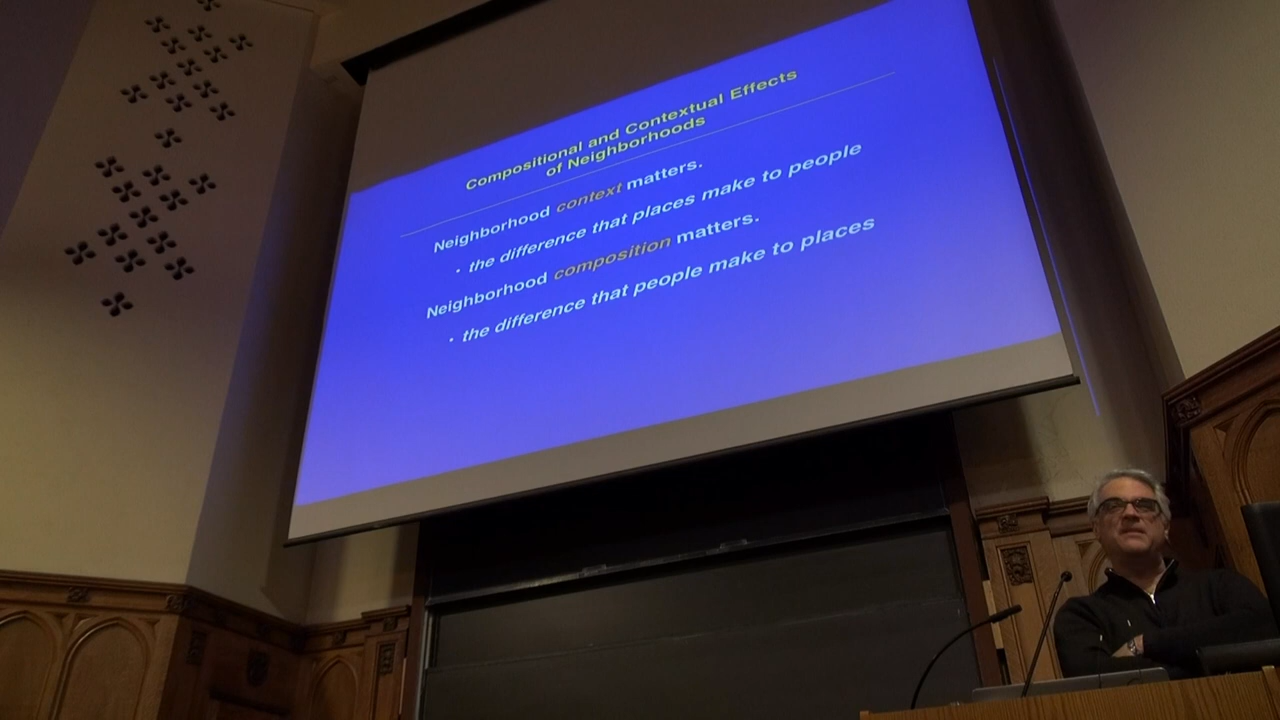 Compositional and Contextual Effects
of Neighborhoods
Neighborhood context matters.
· the difference that places make to people
Neighborhood composition matters.
· the difference that people make to places